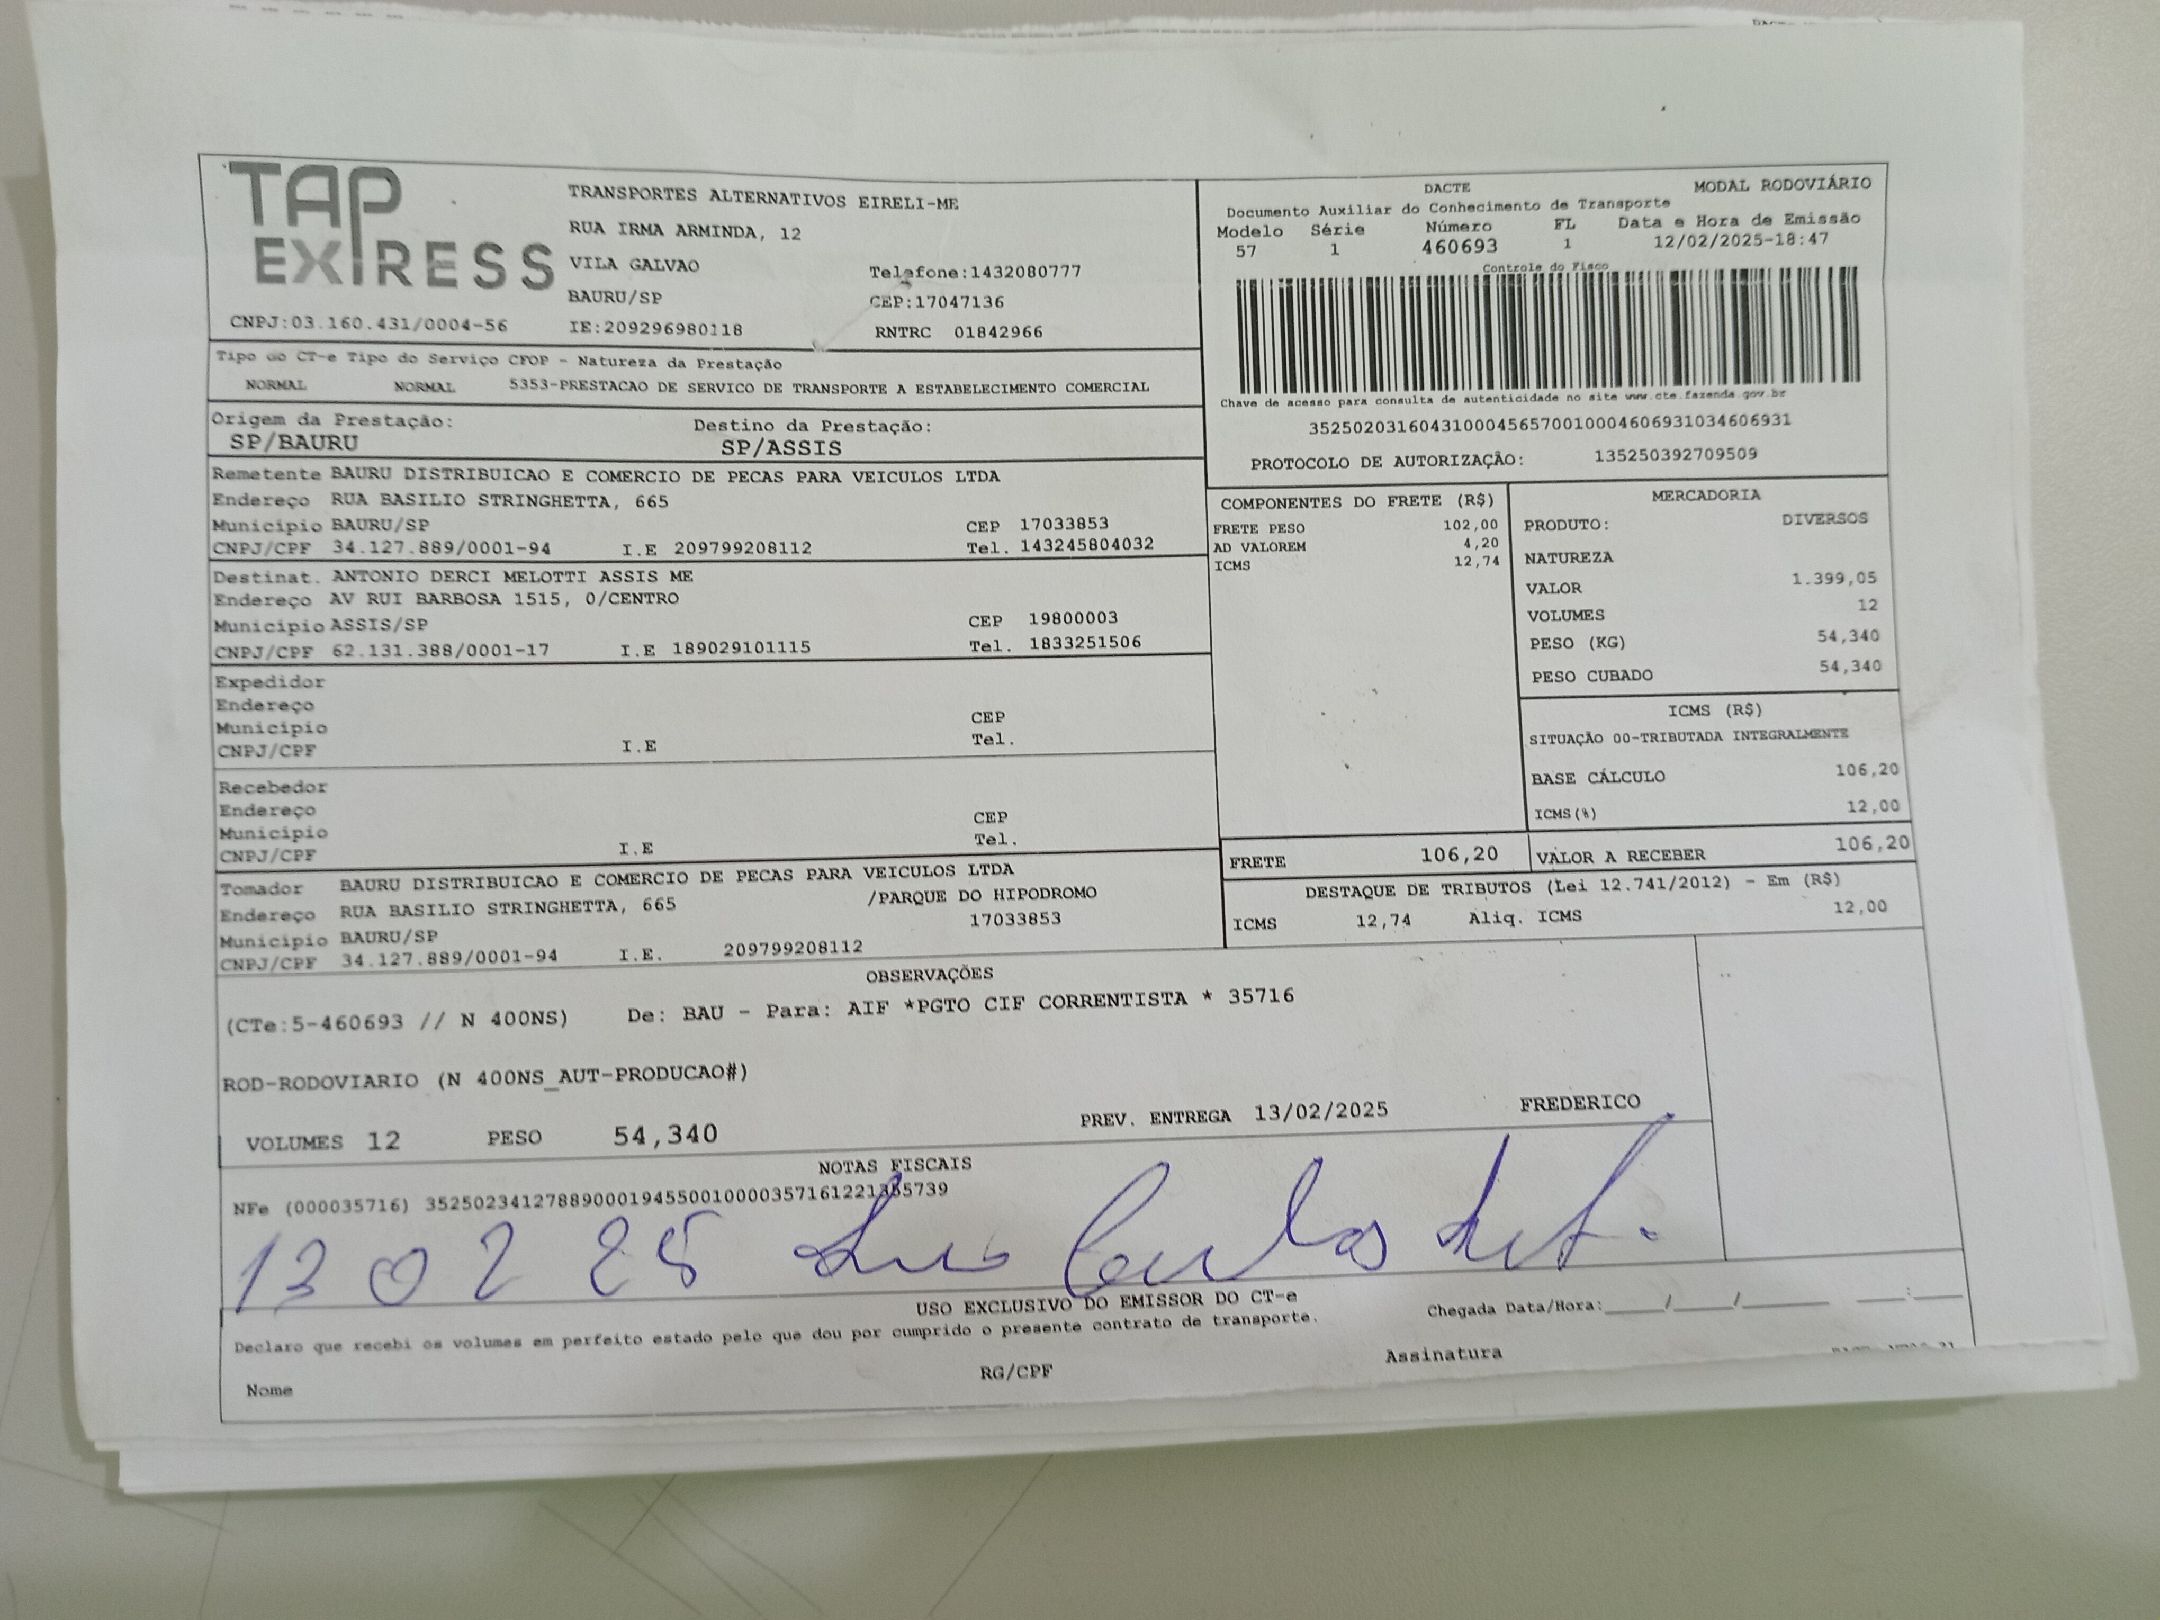 TAP EXPRESS
TRANSPORTES ALTERNATIVOS EIRELI-ME
RUA IRMA ARMINDA, 12
VILA GALVAO Telefone:1432080777
BAURU/SP CEP:17047136
CNPJ:03.160.431/0004-56 IE:209296980118 RNTRC 01842966
DACTE MODAL RODOVIÁRIO
Documento Auxiliar do Conhecimento de Transporte
Modelo Série Número FL Data e Hora de Emissão
57 1 460693 1 12/02/2025-18:47
Controle do Fisco
Chave de acesso para consulta de autenticidade no site www.cte.fazenda.gov.br
35250203160431000456570010004606931034606931
PROTOCOLO DE AUTORIZAÇÃO: 135250392709509
Tipo do CT-e Tipo do Serviço CFOP - Natureza da Prestação
NORMAL NORMAL 5353-PRESTACAO DE SERVICO DE TRANSPORTE A ESTABELECIMENTO COMERCIAL
Origem da Prestação: Destino da Prestação:
SP/BAURU SP/ASSIS
Remetente BAURU DISTRIBUICAO E COMERCIO DE PECAS PARA VEICULOS LTDA
Endereço RUA BASILIO STRINGHETTA, 665
Município BAURU/SP CEP 17033853
CNPJ/CPF 34.127.889/0001-94 I.E 209799208112 Tel. 143245804032
Destinat. ANTONIO DERCI MELOTTI ASSIS ME
Endereço AV RUI BARBOSA 1515, 0/CENTRO
Município ASSIS/SP CEP 19800003
CNPJ/CPF 62.131.388/0001-17 I.E 189029101115 Tel. 1833251506
Expedidor
Endereço
Município CEP
CNPJ/CPF I.E Tel.
Recebedor
Endereço
Município CEP
CNPJ/CPF I.E Tel.
Tomador BAURU DISTRIBUICAO E COMERCIO DE PECAS PARA VEICULOS LTDA
Endereço RUA BASILIO STRINGHETTA, 665 /PARQUE DO HIPODROMO
Município BAURU/SP 17033853
CNPJ/CPF 34.127.889/0001-94 I.E. 209799208112
COMPONENTES DO FRETE (R$)
FRETE PESO 102,00
AD VALOREM 4,20
ICMS 12,74
MERCADORIA
PRODUTO: DIVERSOS
NATUREZA
VALOR 1.399,05
VOLUMES 12
PESO (KG) 54,340
PESO CUBADO 54,340
ICMS (R$)
SITUAÇÃO 00-TRIBUTADA INTEGRALMENTE
BASE CÁLCULO 106,20
ICMS(%) 12,00
FRETE 106,20 VALOR A RECEBER 106,20
DESTAQUE DE TRIBUTOS (Lei 12.741/2012) - Em (R$)
ICMS 12,74 Aliq. ICMS 12,00
OBSERVAÇÕES
(CTe:5-460693 // N 400NS) De: BAU - Para: AIF *PGTO CIF CORRENTISTA * 35716
ROD-RODOVIARIO (N 400NS_AUT-PRODUCAO#)
VOLUMES 12 PESO 54,340 PREV. ENTREGA 13/02/2025 FREDERICO
NOTAS FISCAIS
NFe (000035716)
13 02 25 Luis Carlos
USO EXCLUSIVO DO EMISSOR DO CT-e
Declaro que recebi os volumes em perfeito estado pelo que dou por cumprido o presente contrato de transporte. Chegada Data/Hora:____/____/______ ___:____
Nome RG/CPF Assinatura